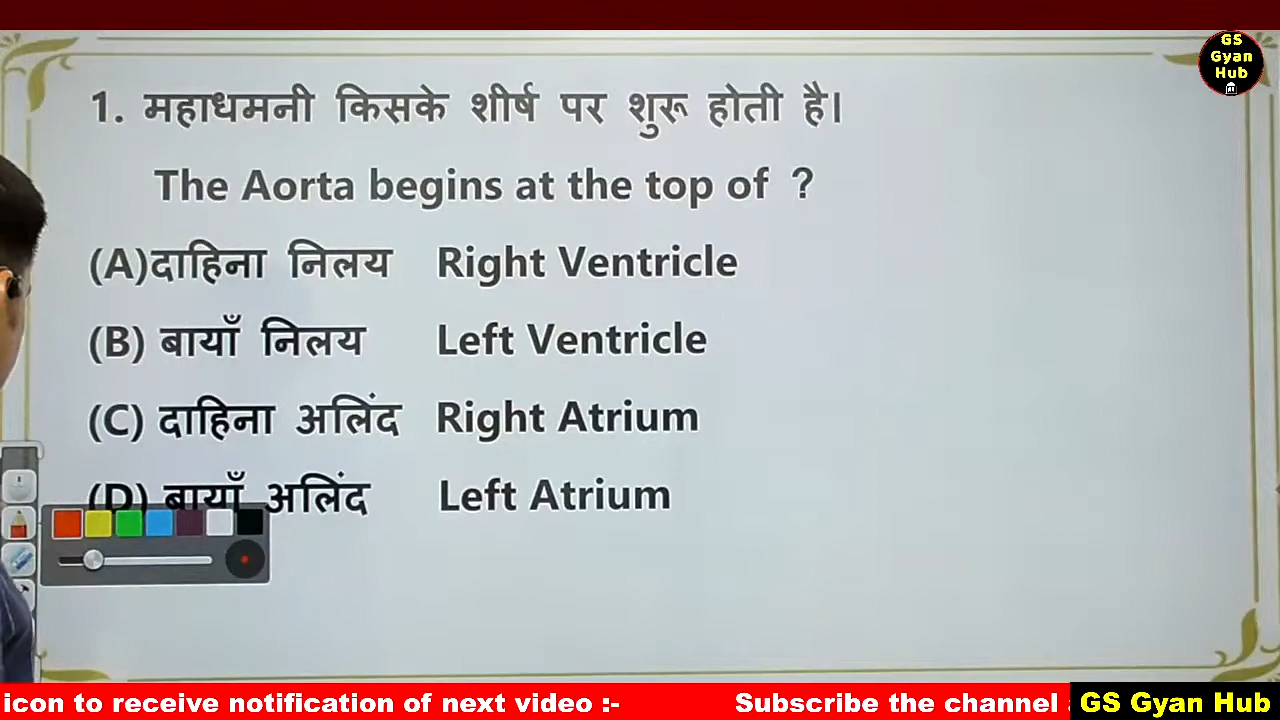 GS
Gyan
Hub
1. महाधमनी किसके शीर्ष पर शुरू होती है।
The Aorta begins at the top of ?
(A)दाहिना निलय Right Ventricle
(B) बायाँ निलय Left Ventricle
(C) दाहिना अलिंद Right Atrium
(D) बायाँ अलिंद Left Atrium
icon to receive notification of next video :- Subscribe the channel
GS Gyan Hub